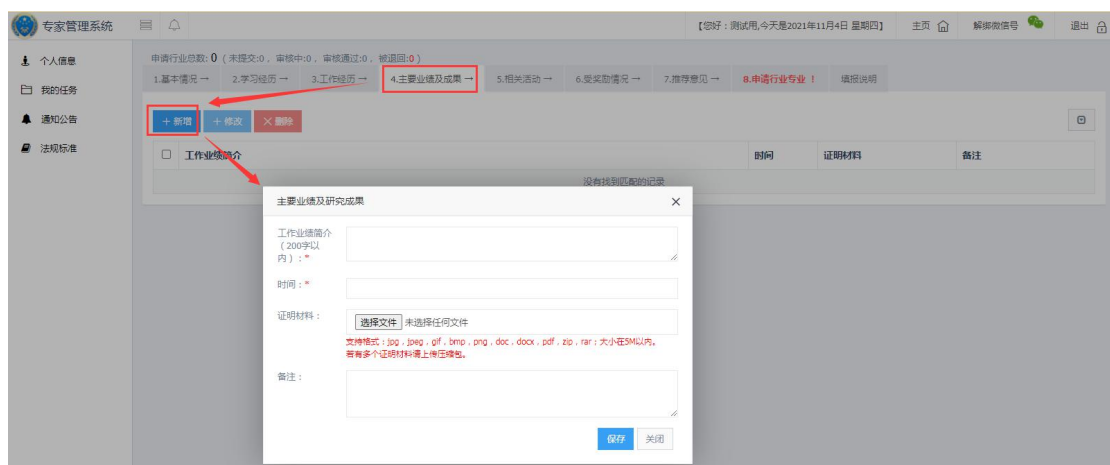 专家管理系统
【您好：测试用,今天是2021年11月4日 星期四】 主页 解绑微信号 退出
个人信息
我的任务
通知公告
法规标准
申请行业总数: 0 ( 未提交:0 , 审核中:0 , 审核通过:0 , 被退回:0 )
1.基本情况→ 2.学习经历→ 3.工作经历→ 4.主要业绩及成果→ 5.相关活动→ 6.受奖励情况→ 7.推荐意见→ 8.申请行业专业 ！ 填报说明
＋新增 ＋修改 ×删除
工作业绩简介 时间 证明材料 备注
没有找到匹配的记录
主要业绩及研究成果 ×
工作业绩简介
（200字以
内）：*
时间：*
证明材料：
选择文件 未选择任何文件
支持格式：jpg , jpeg , gif , bmp , png , doc , docx , pdf , zip , rar；大小在5M以内。
若有多个证明材料请上传压缩包。
备注：
保存 关闭